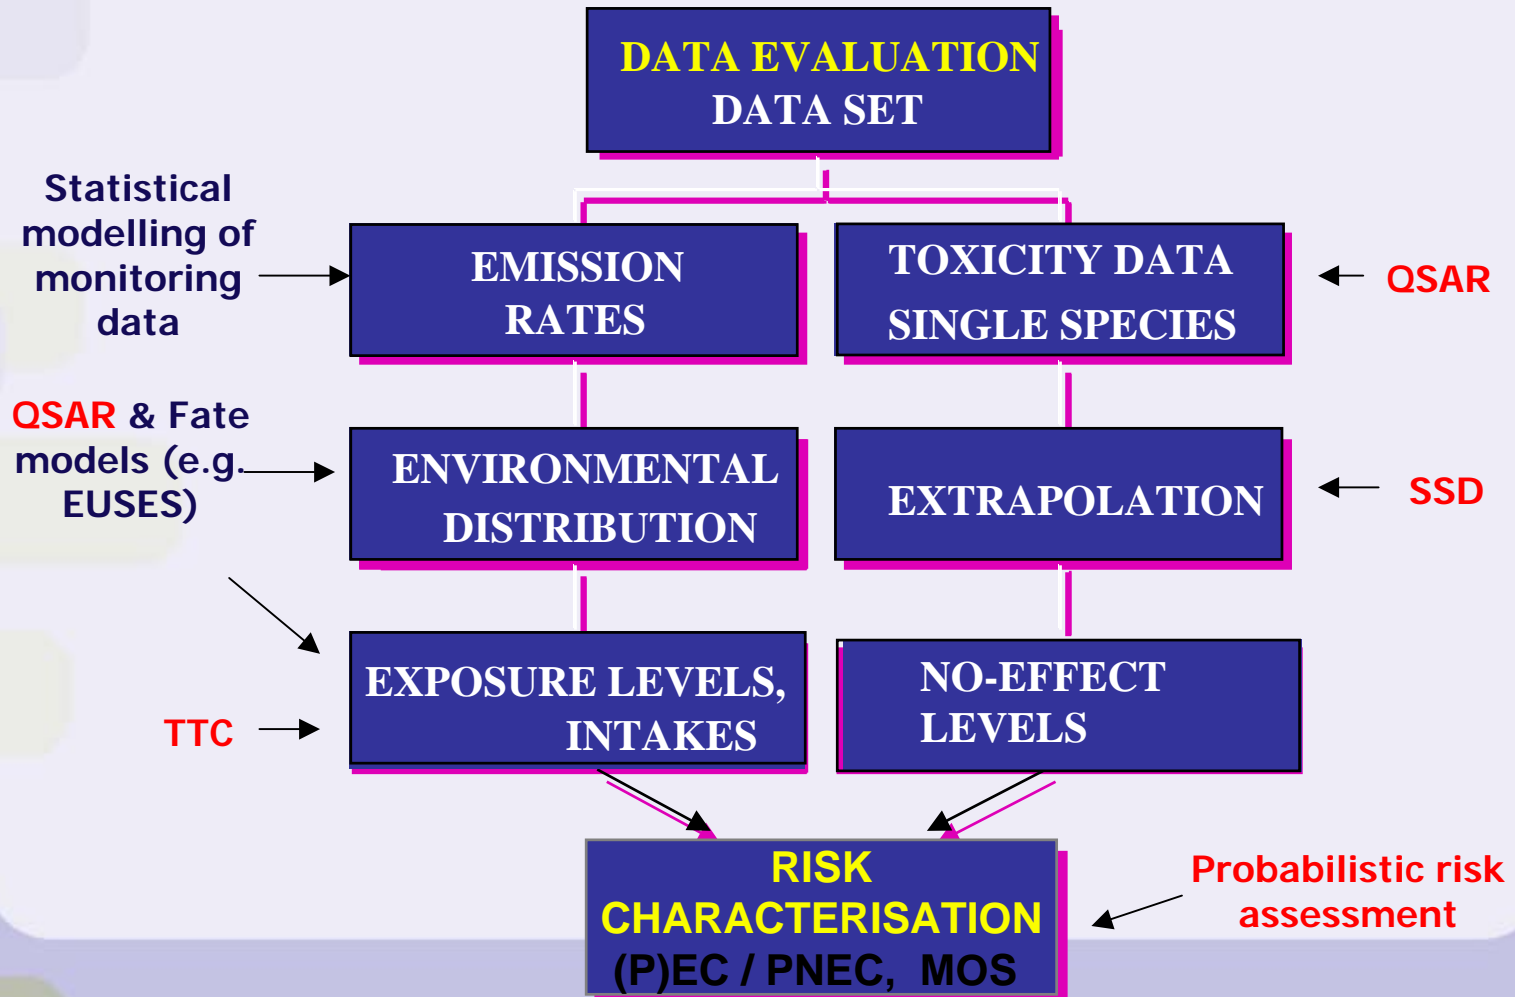 DATA EVALUATION
DATA SET
Statistical
modelling of
monitoring
data
EMISSION
RATES
TOXICITY DATA
SINGLE SPECIES
QSAR
QSAR & Fate
models (e.g.
EUSES)
ENVIRONMENTAL
DISTRIBUTION
EXTRAPOLATION
SSD
EXPOSURE LEVELS,
INTAKES
NO-EFFECT
LEVELS
TTC
RISK
CHARACTERISATION
(P)EC / PNEC, MOS
Probabilistic risk
assessment